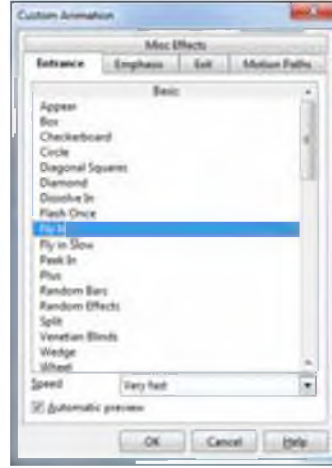 Custom Animation
Misc Effects
Entrance Emphasis Exit Motion Paths
Basic
Appear
Box
Checkerboard
Circle
Diagonal Squares
Diamond
Dissolve In
Flash Once
Fly In
Fly in Slow
Peek In
Plus
Random Bars
Random Effects
Split
Venetian Blinds
Wedge
Wheel
Speed Very fast
Automatic preview
OK Cancel Help